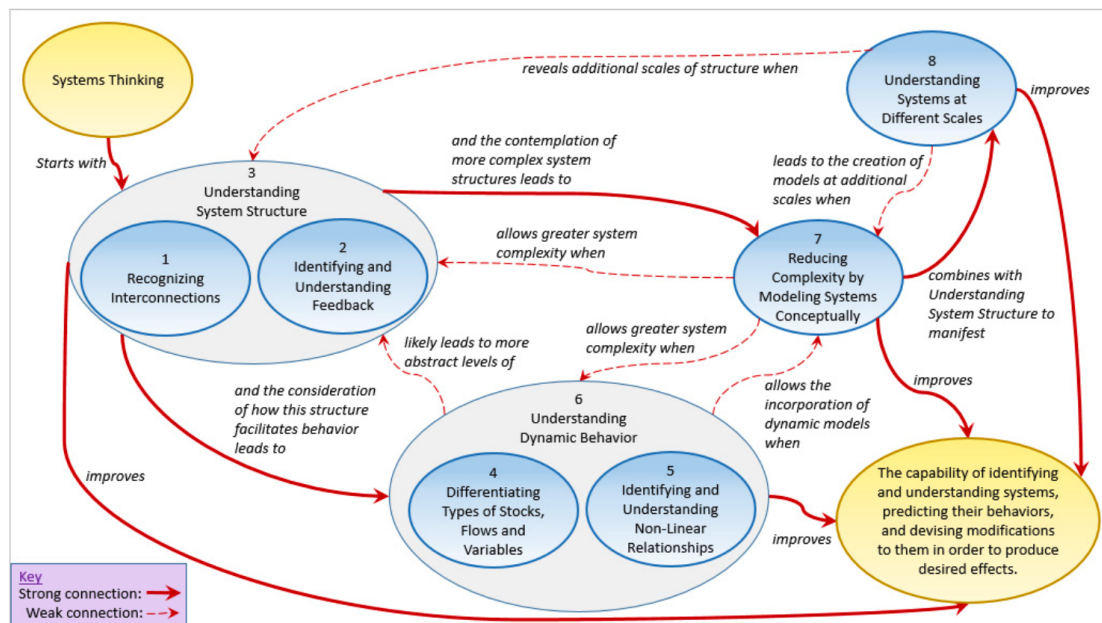 Systems Thinking
Starts with
reveals additional scales of structure when
8
Understanding
Systems at
Different Scales
improves
and the contemplation of
more complex system
structures leads to
leads to the creation of
models at additional
scales when
3
Understanding
System Structure
1
Recognizing
Interconnections
2
Identifying and
Understanding
Feedback
allows greater system
complexity when
7
Reducing
Complexity by
Modeling Systems
Conceptually
combines with
Understanding
System Structure to
manifest
likely leads to more
abstract levels of
allows greater system
complexity when
allows the
incorporation of
dynamic models
when
improves
and the consideration
of how this structure
facilitates behavior
leads to
improves
6
Understanding
Dynamic Behavior
4
Differentiating
Types of Stocks,
Flows and
Variables
5
Identifying and
Understanding
Non-Linear
Relationships
improves
The capability of identifying
and understanding systems,
predicting their behaviors,
and devising modifications
to them in order to produce
desired effects.
Key
Strong connection:
Weak connection: